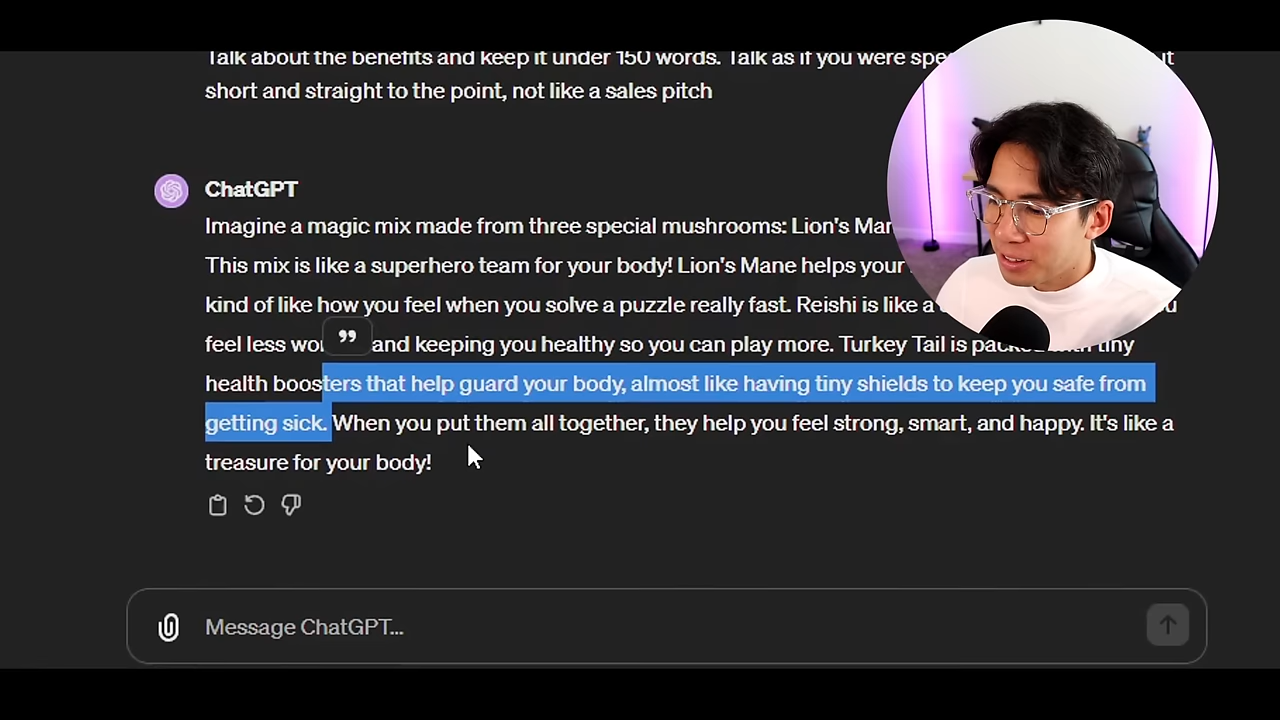 Talk about the benefits and keep it under 150 words. Talk as if you were
short and straight to the point, not like a sales pitch
ChatGPT
Imagine a magic mix made from three special mushrooms: Lion's
This mix is like a superhero team for your body! Lion's Mane helps your
kind of like how you feel when you solve a puzzle really fast. Reishi is like a
feel less and keeping you healthy so you can play more. Turkey Tail is packed with tiny
health boosters that help guard your body, almost like having tiny shields to keep you safe from
getting sick. When you put them all together, they help you feel strong, smart, and happy. It's like a
treasure for your body!
Message ChatGPT...